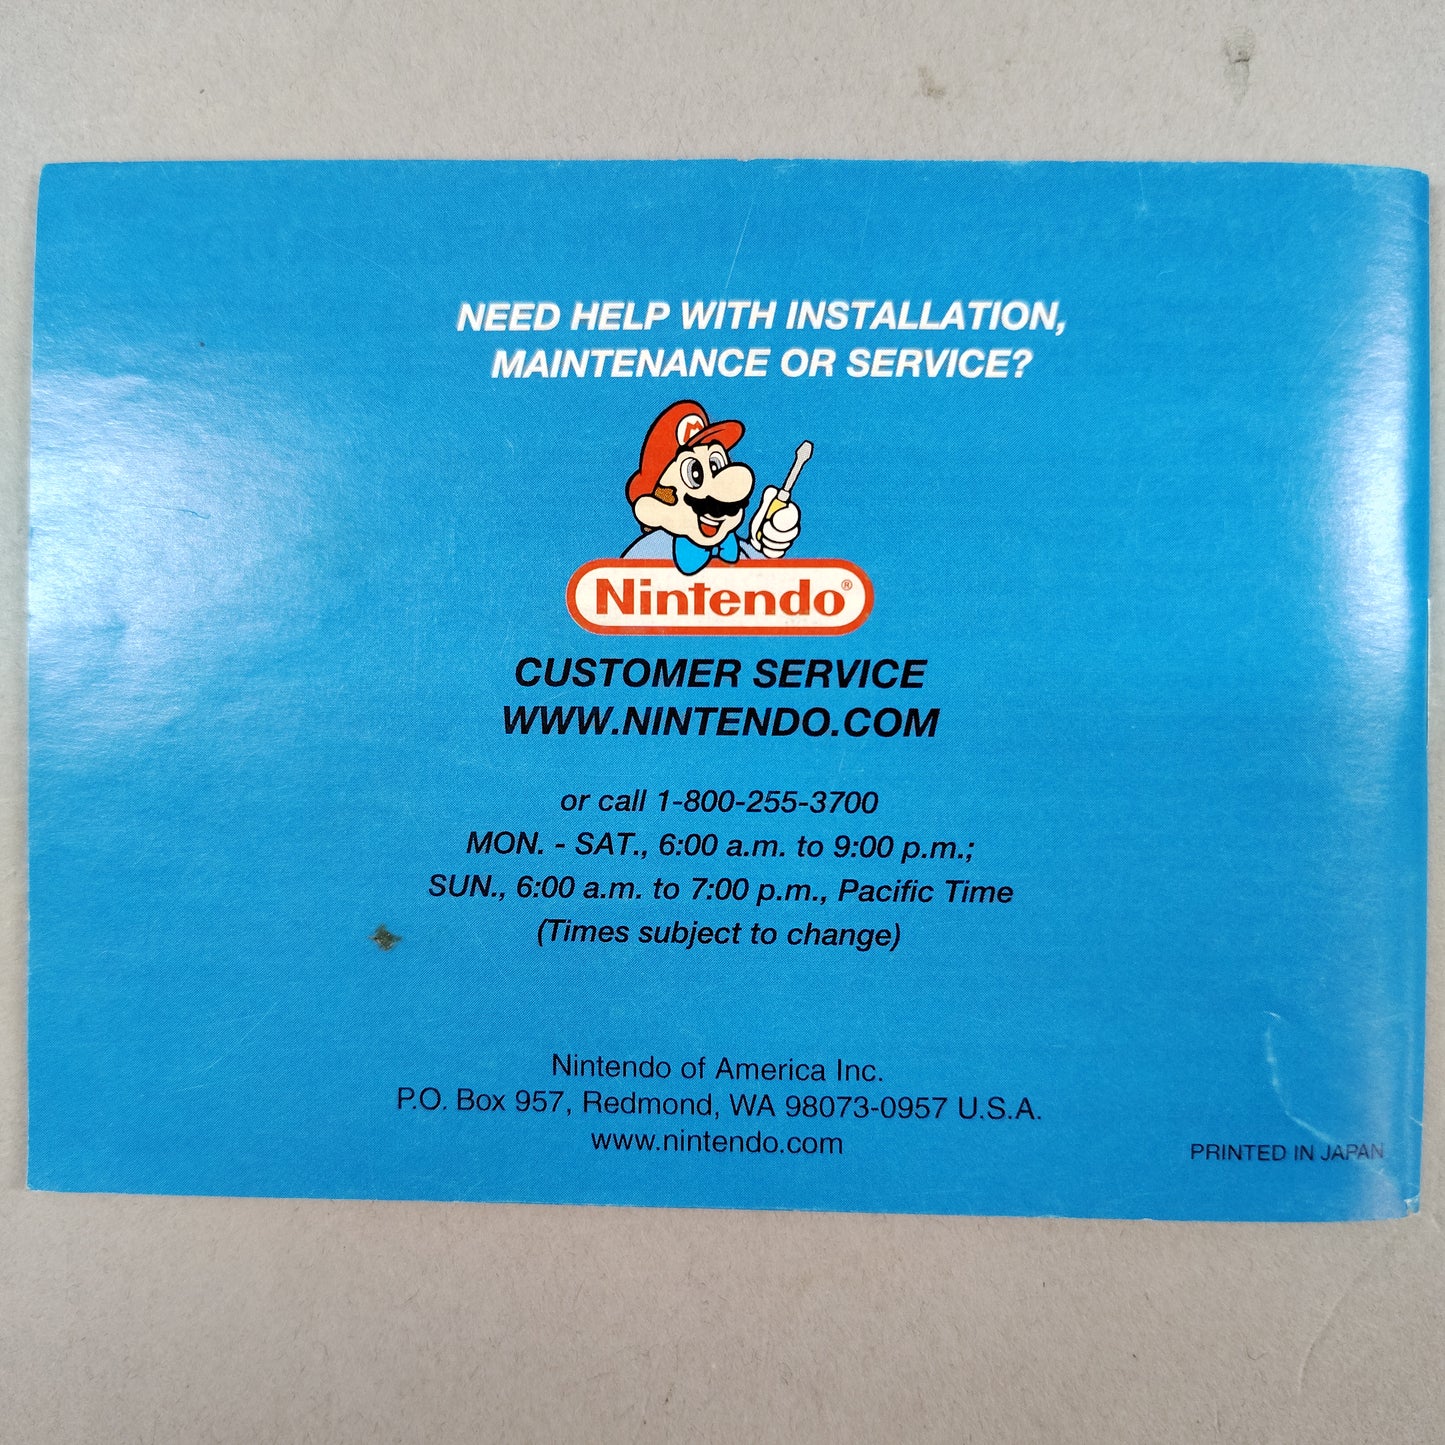 NEED HELP WITH INSTALLATION,
MAINTENANCE OR SERVICE?
M
Nintendo®
CUSTOMER SERVICE
WWW.NINTENDO.COM
or call 1-800-255-3700
MON. - SAT., 6:00 a.m. to 9:00 p.m.;
SUN., 6:00 a.m. to 7:00 p.m., Pacific Time
(Times subject to change)
Nintendo of America Inc.
P.O. Box 957, Redmond, WA 98073-0957 U.S.A.
www.nintendo.com
PRINTED IN JAPAN